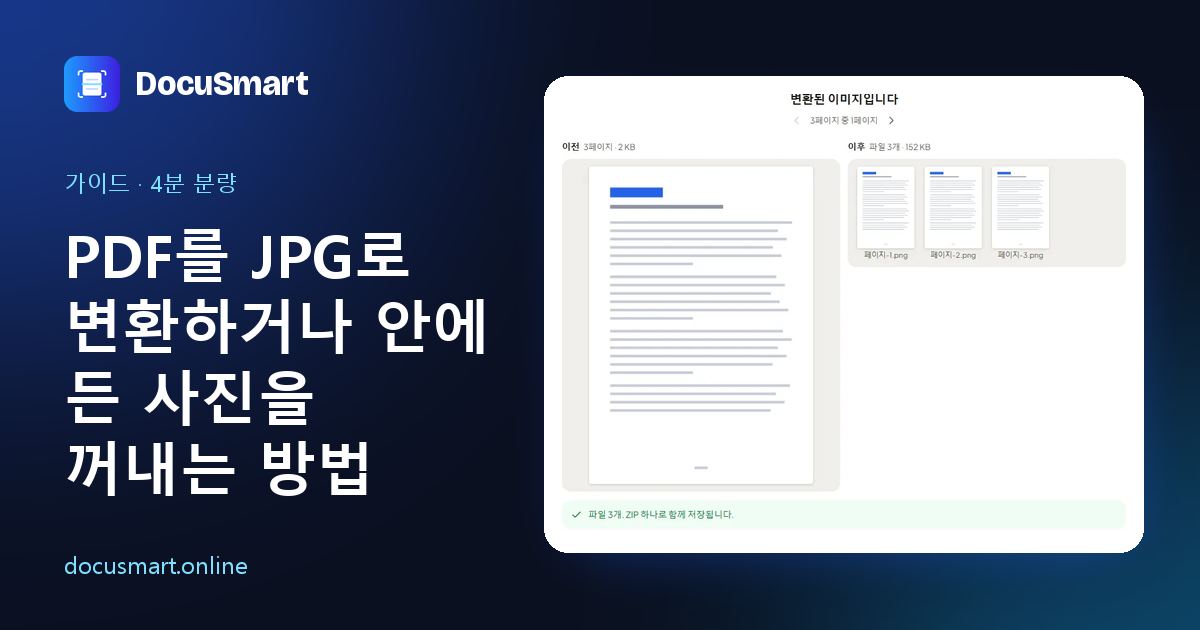 DocuSmart
가이드 · 4분 분량
PDF를 JPG로
변환하거나 안에
든 사진을
꺼내는 방법
docusmart.online
변환된 이미지입니다
3페이지 중 1페이지
이전 3페이지 · 2 KB
이후 파일 3개 · 152 KB
페이지-1.png
페이지-2.png
페이지-3.png
파일 3개. ZIP 하나로 함께 저장됩니다.